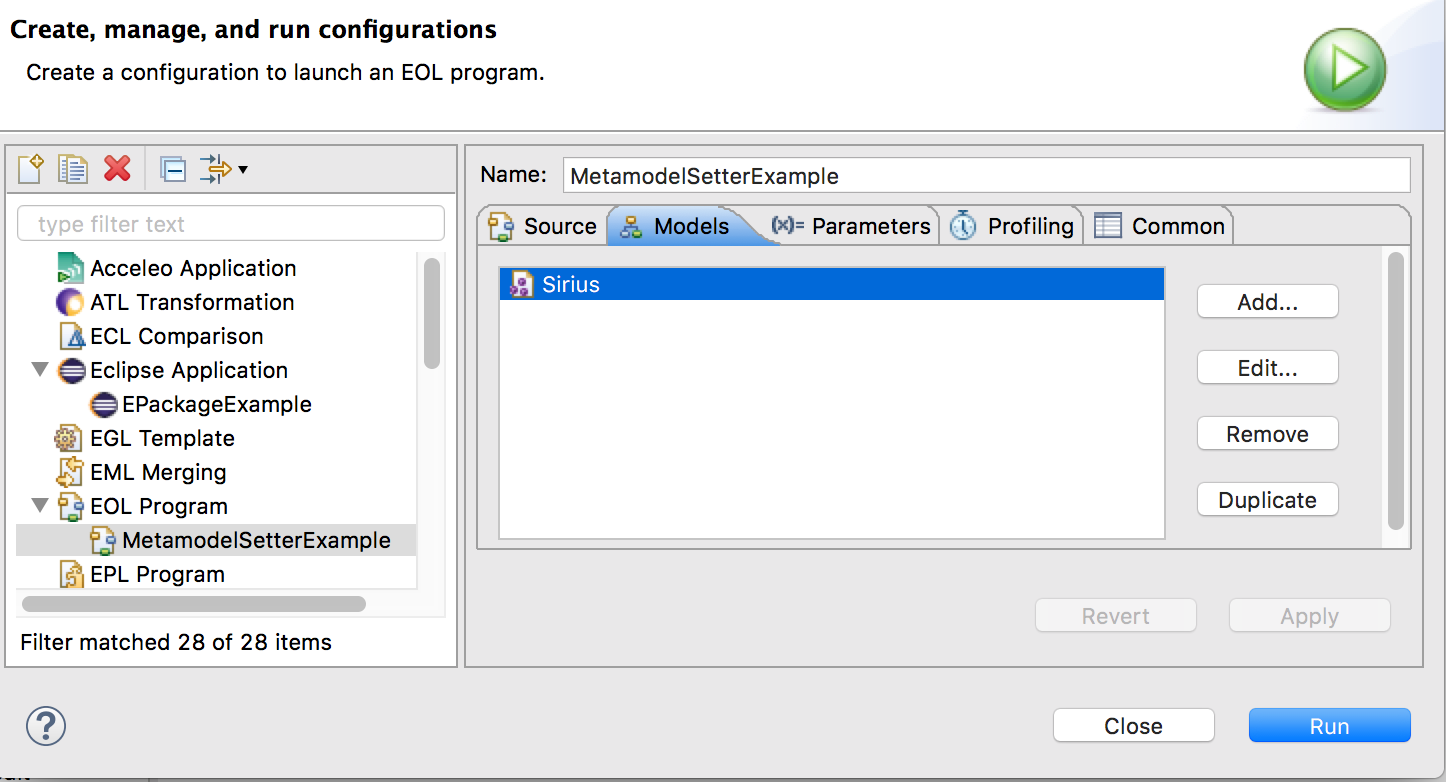 Create, manage, and run configurations
Create a configuration to launch an EOL program.
type filter text
Acceleo Application
ATL Transformation
ECL Comparison
Eclipse Application
EPackageExample
EGL Template
EML Merging
EOL Program
MetamodelSetterExample
EPL Program
Filter matched 28 of 28 items
Name: MetamodelSetterExample
Source Models (x)= Parameters Profiling Common
Sirius
Add...
Edit...
Remove
Duplicate
Revert Apply
? Close Run